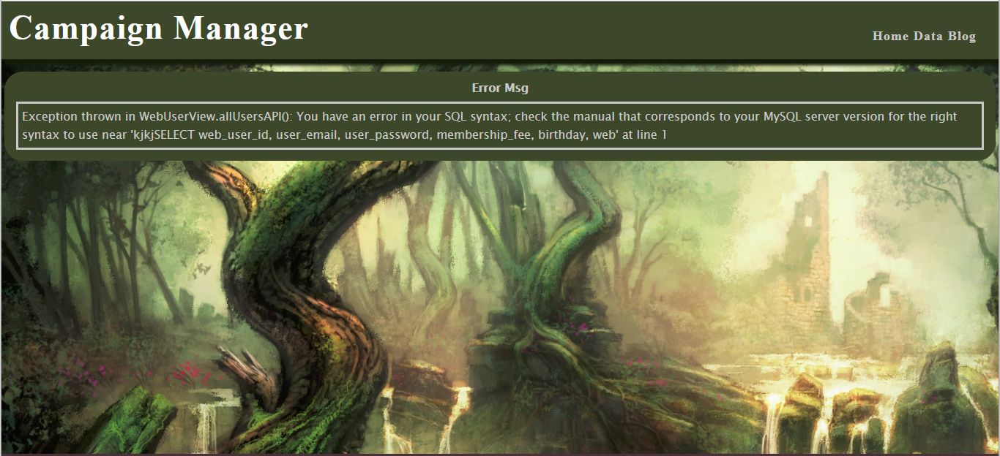 Campaign Manager
Home Data Blog
Error Msg
Exception thrown in WebUserView.allUsersAPI(): You have an error in your SQL syntax; check the manual that corresponds to your MySQL server version for the right
syntax to use near 'kjkjSELECT web_user_id, user_email, user_password, membership_fee, birthday, web' at line 1